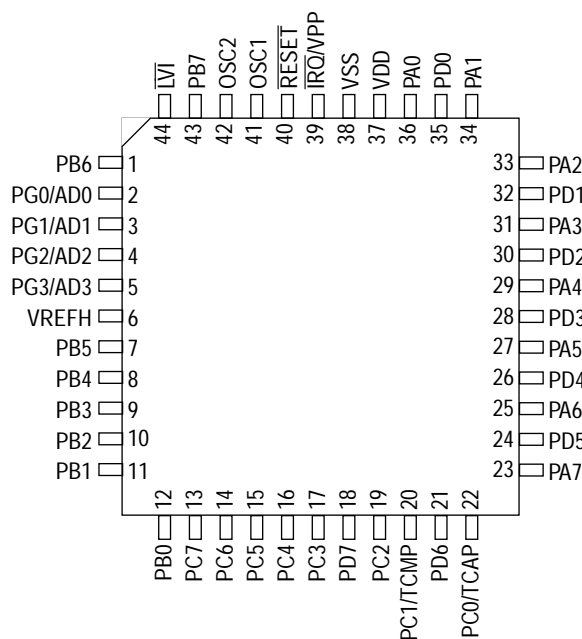 LVI
PB7
OSC2
OSC1
RESET
IRQ/VPP
VSS
VDD
PA0
PD0
PA1
44
43
42
41
40
39
38
37
36
35
34
PB6 1
PG0/AD0 2
PG1/AD1 3
PG2/AD2 4
PG3/AD3 5
VREFH 6
PB5 7
PB4 8
PB3 9
PB2 10
PB1 11
33 PA2
32 PD1
31 PA3
30 PD2
29 PA4
28 PD3
27 PA5
26 PD4
25 PA6
24 PD5
23 PA7
12
13
14
15
16
17
18
19
20
21
22
PB0
PC7
PC6
PC5
PC4
PC3
PD7
PC2
PC1/TCMP
PD6
PC0/TCAP